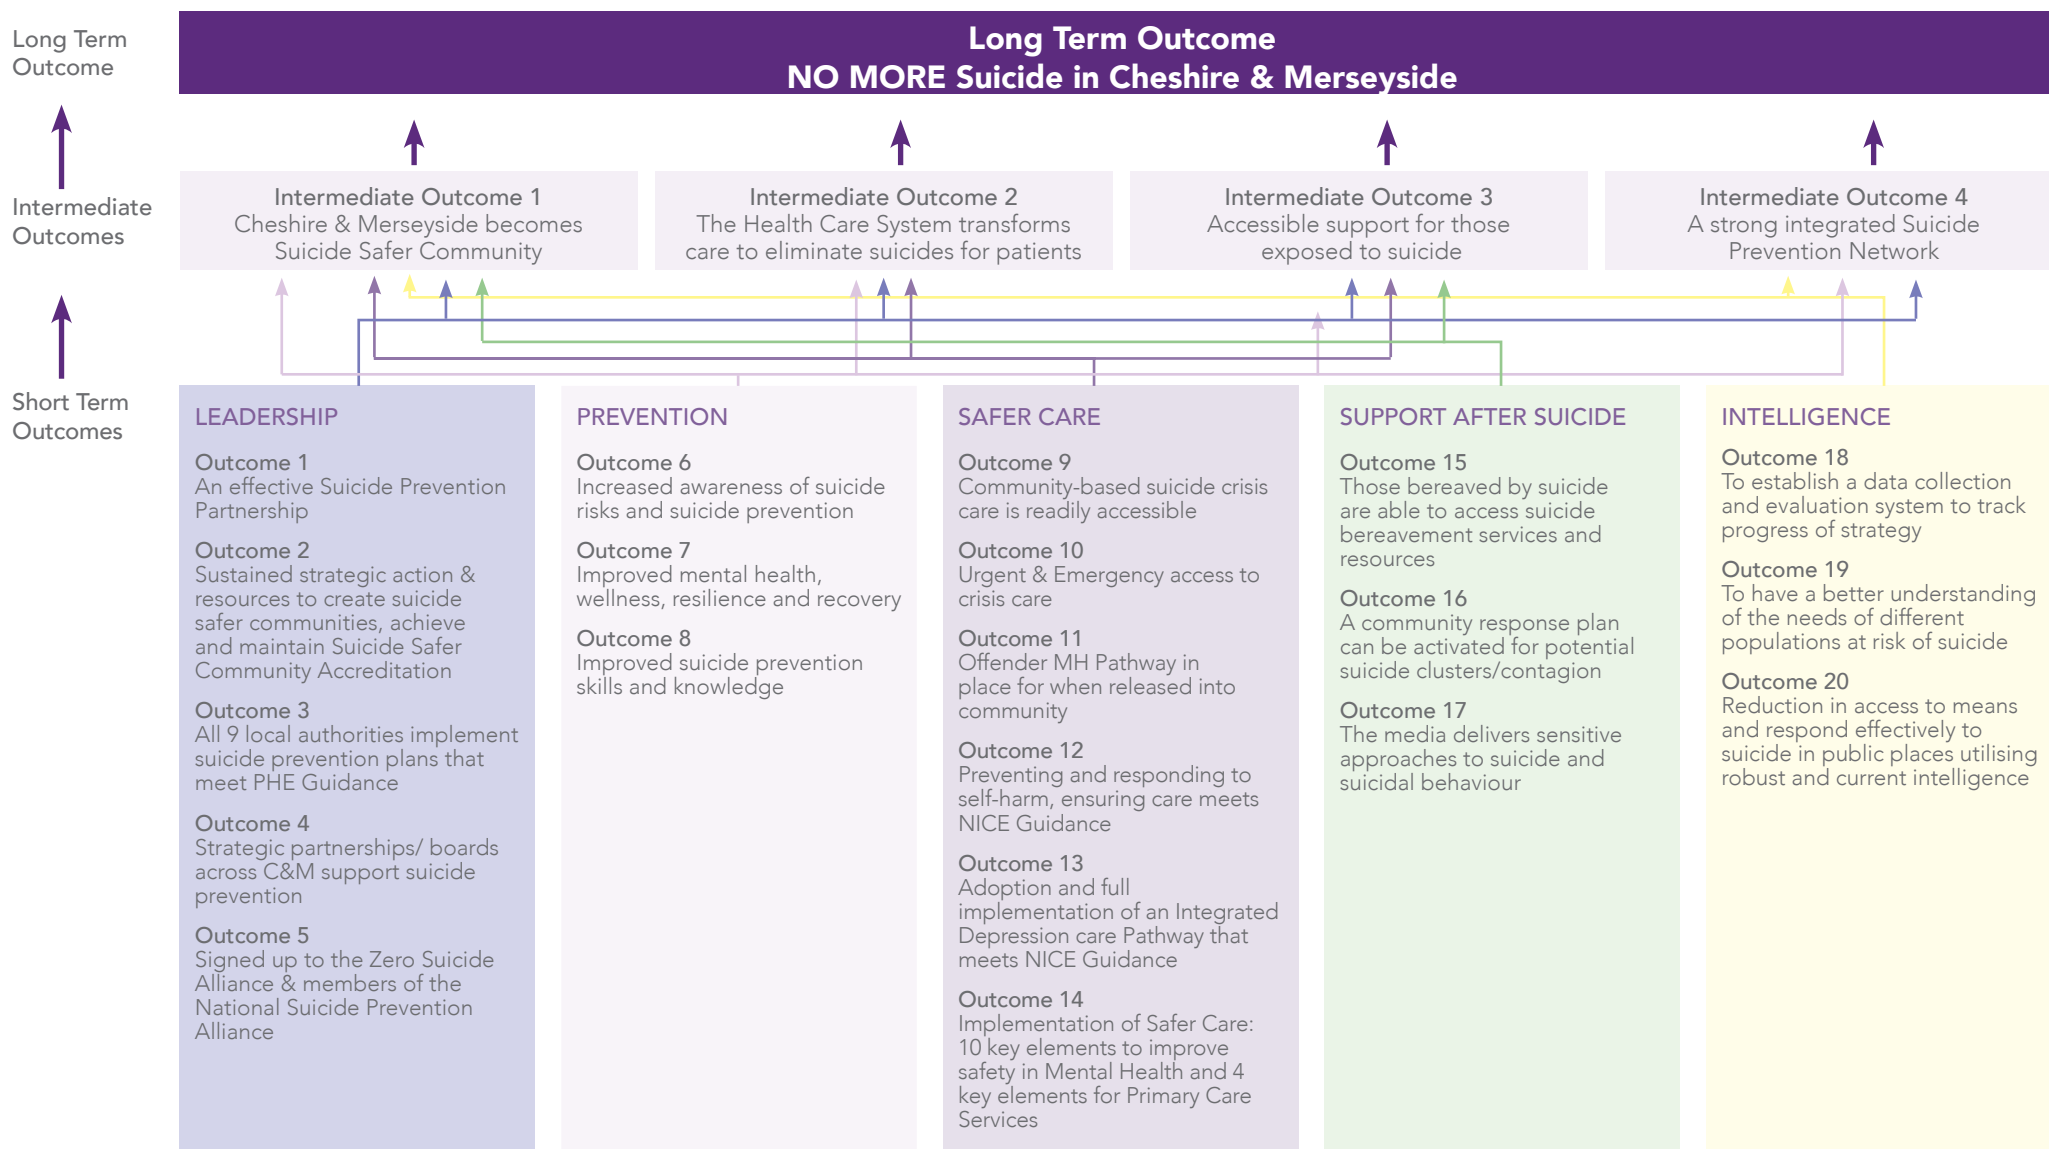 Long Term
Outcome
Long Term Outcome
NO MORE Suicide in Cheshire & Merseyside
Intermediate
Outcomes
Intermediate Outcome 1
Cheshire & Merseyside becomes
Suicide Safer Community
Intermediate Outcome 2
The Health Care System transforms
care to eliminate suicides for patients
Intermediate Outcome 3
Accessible support for those
exposed to suicide
Intermediate Outcome 4
A strong integrated Suicide
Prevention Network
Short Term
Outcomes
LEADERSHIP
Outcome 1
An effective Suicide Prevention
Partnership
Outcome 2
Sustained strategic action &
resources to create suicide
safer communities, achieve
and maintain Suicide Safer
Community Accreditation
Outcome 3
All 9 local authorities implement
suicide prevention plans that
meet PHE Guidance
Outcome 4
Strategic partnerships/ boards
across C&M support suicide
prevention
Outcome 5
Signed up to the Zero Suicide
Alliance & members of the
National Suicide Prevention
Alliance
PREVENTION
Outcome 6
Increased awareness of suicide
risks and suicide prevention
Outcome 7
Improved mental health,
wellness, resilience and recovery
Outcome 8
Improved suicide prevention
skills and knowledge
SAFER CARE
Outcome 9
Community-based suicide crisis
care is readily accessible
Outcome 10
Urgent & Emergency access to
crisis care
Outcome 11
Offender MH Pathway in
place for when released into
community
Outcome 12
Preventing and responding to
self-harm, ensuring care meets
NICE Guidance
Outcome 13
Adoption and full
implementation of an Integrated
Depression care Pathway that
meets NICE Guidance
Outcome 14
Implementation of Safer Care:
10 key elements to improve
safety in Mental Health and 4
key elements for Primary Care
Services
SUPPORT AFTER SUICIDE
Outcome 15
Those bereaved by suicide
are able to access suicide
bereavement services and
resources
Outcome 16
A community response plan
can be activated for potential
suicide clusters/contagion
Outcome 17
The media delivers sensitive
approaches to suicide and
suicidal behaviour
INTELLIGENCE
Outcome 18
To establish a data collection
and evaluation system to track
progress of strategy
Outcome 19
To have a better understanding
of the needs of different
populations at risk of suicide
Outcome 20
Reduction in access to means
and respond effectively to
suicide in public places utilising
robust and current intelligence